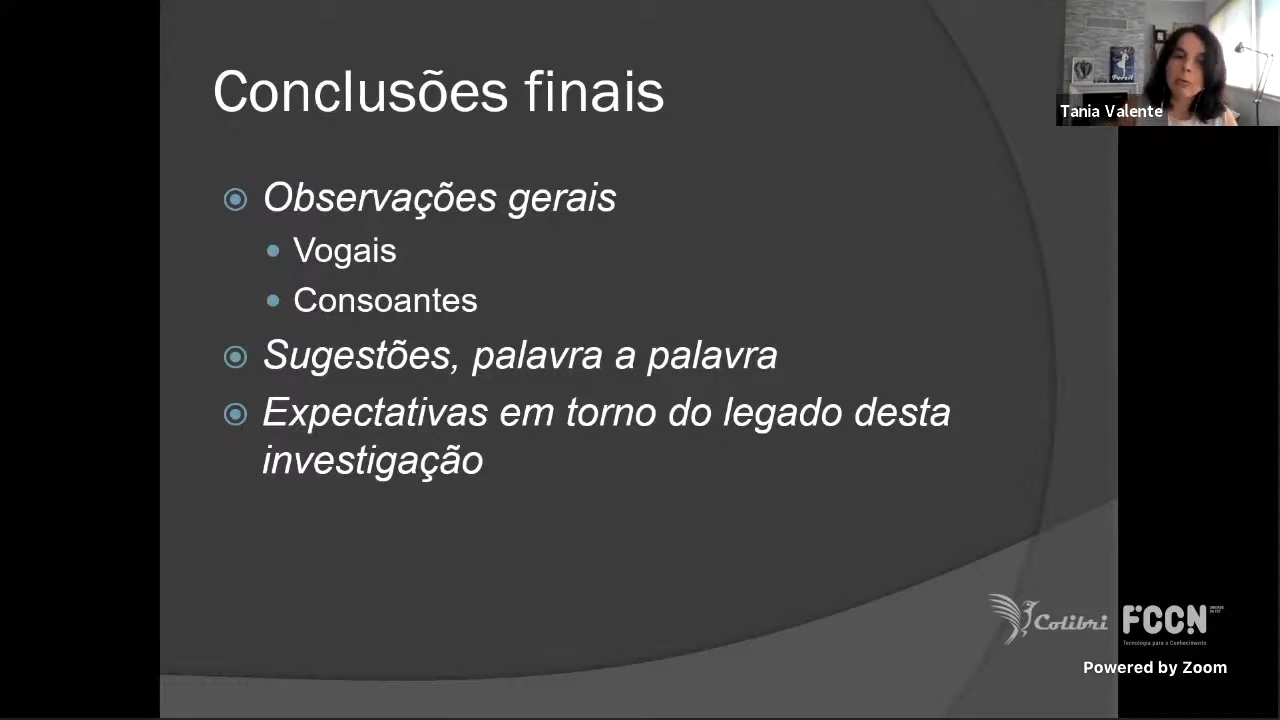 Conclusões finais
Tania Valente
Observações gerais
Vogais
Consoantes
Sugestões, palavra a palavra
Expectativas em torno do legado desta
investigação
Colibri
FCCN
Tecnologia para o Conhecimento
Powered by Zoom